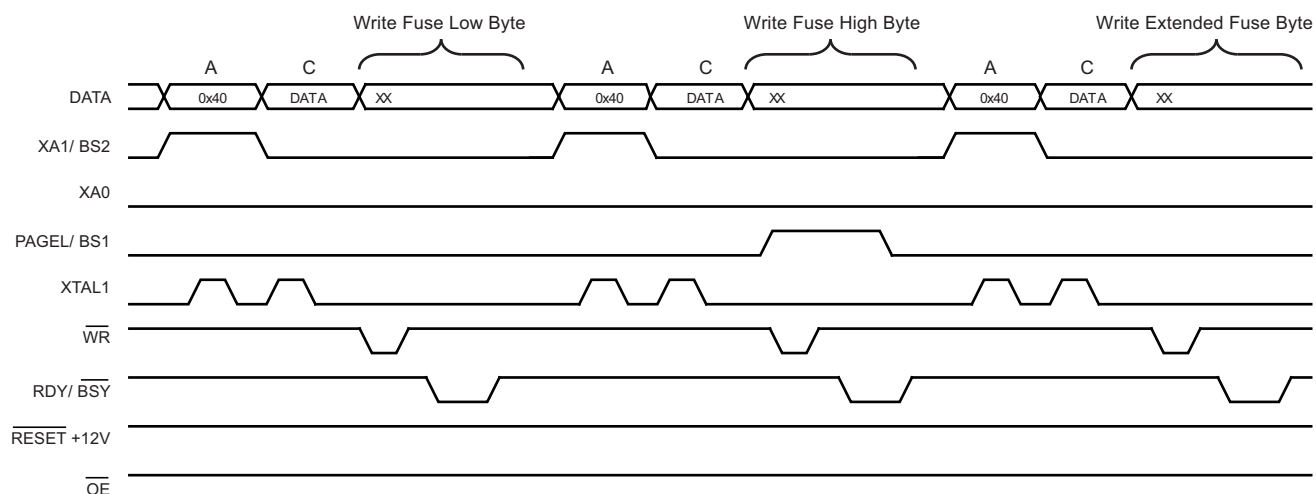 Write Fuse Low Byte Write Fuse High Byte Write Extended Fuse Byte
A C A C A C
DATA 0x40 DATA XX 0x40 DATA XX 0x40 DATA XX
XA1/ BS2
XA0
PAGEL/ BS1
XTAL1
WR
RDY/ BSY
RESET +12V
OE